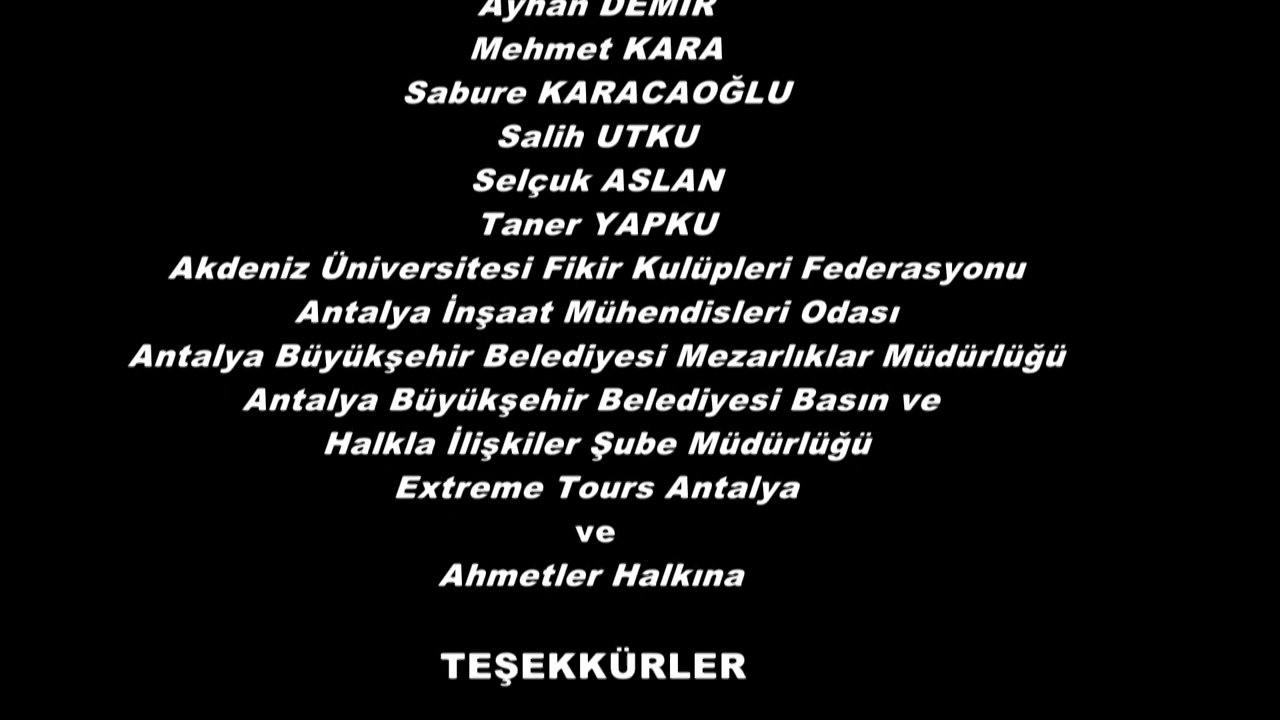 Ayhan DEMİR
Mehmet KARA
Sabure KARACAOĞLU
Salih UTKU
Selçuk ASLAN
Taner YAPKU
Akdeniz Üniversitesi Fikir Kulüpleri Federasyonu
Antalya İnşaat Mühendisleri Odası
Antalya Büyükşehir Belediyesi Mezarlıklar Müdürlüğü
Antalya Büyükşehir Belediyesi Basın ve
Halkla İlişkiler Şube Müdürlüğü
Extreme Tours Antalya
ve
Ahmetler Halkına
TEŞEKKÜRLER